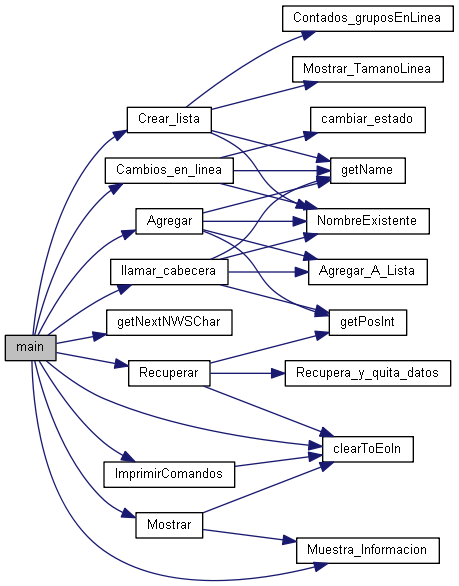 Contados_gruposEnLinea
Mostrar_TamanoLinea
Crear_lista
cambiar_estado
Cambios_en_linea
getName
Agregar
NombreExistente
llamar_cabecera
Agregar_A_Lista
getNextNWSChar
getPosInt
main
Recuperar
Recupera_y_quita_datos
clearToEoln
ImprimirComandos
Mostrar
Muestra_Informacion